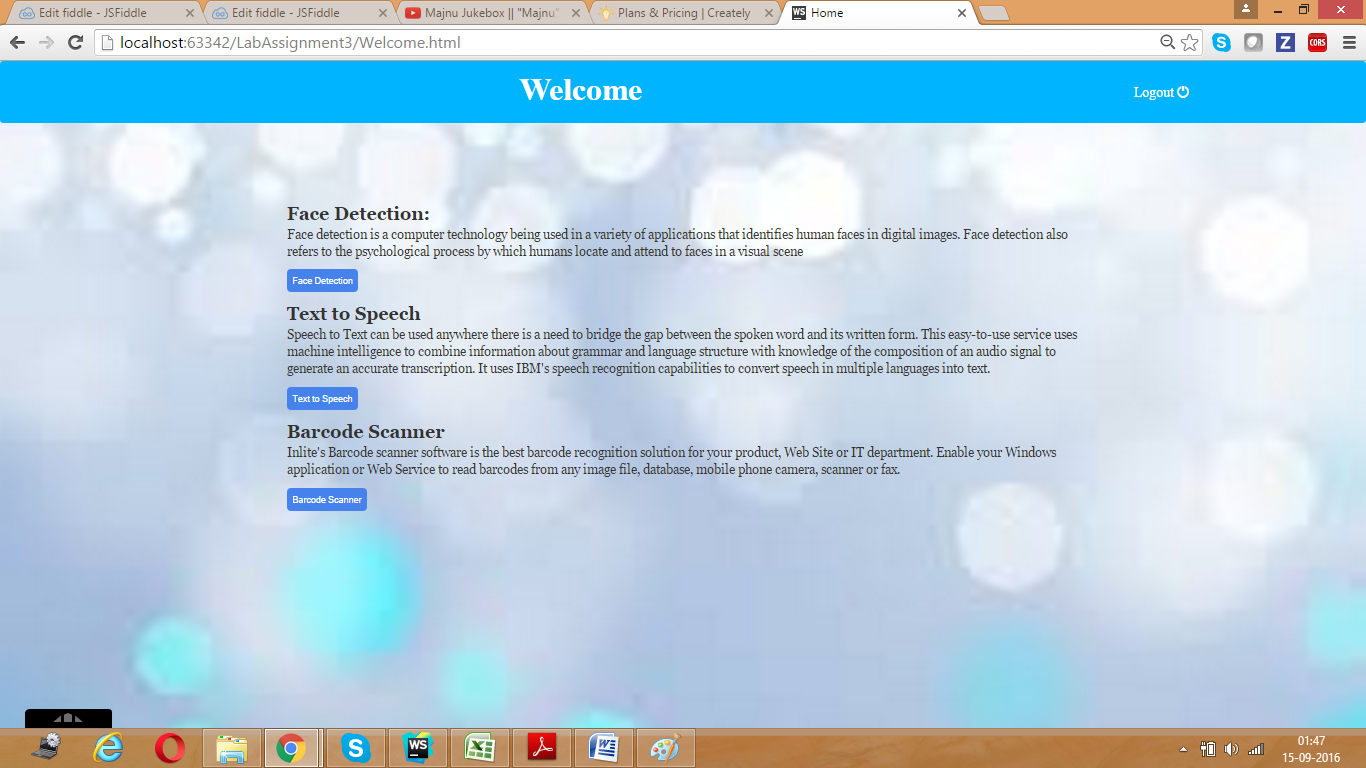 Edit fiddle - JSFiddle
Edit fiddle - JSFiddle
Majnu Jukebox || "Majnu"
Plans & Pricing | Creately
WS Home
localhost:63342/LabAssignment3/Welcome.html
Z
CORS
Welcome
Logout
Face Detection:
Face detection is a computer technology being used in a variety of applications that identifies human faces in digital images. Face detection also
refers to the psychological process by which humans locate and attend to faces in a visual scene
Face Detection
Text to Speech
Speech to Text can be used anywhere there is a need to bridge the gap between the spoken word and its written form. This easy-to-use service uses
machine intelligence to combine information about grammar and language structure with knowledge of the composition of an audio signal to
generate an accurate transcription. It uses IBM's speech recognition capabilities to convert speech in multiple languages into text.
Text to Speech
Barcode Scanner
Inlite's Barcode scanner software is the best barcode recognition solution for your product, Web Site or IT department. Enable your Windows
application or Web Service to read barcodes from any image file, database, mobile phone camera, scanner or fax.
Barcode Scanner
WS
01:47
15-09-2016